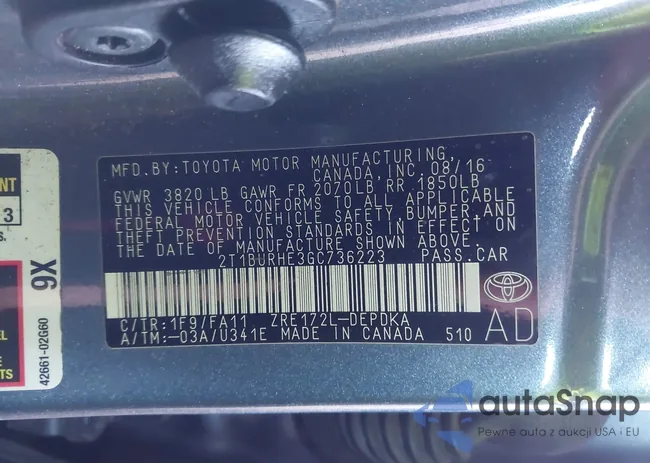 MFD.BY:TOYOTA MOTOR MANUFACTURING,
CANADA, INC. 08/16
GVWR 3820 LB GAWR FR 2070LB RR 1850LB
THIS VEHICLE CONFORMS TO ALL APPLICABLE
FEDERAL MOTOR VEHICLE SAFETY, BUMPER, AND
THEFT PREVENTION STANDARDS IN EFFECT ON
THE DATE OF MANUFACTURE SHOWN ABOVE.
2T1BURHE3GC736223 PASS.CAR
C/TR:1F9/FA11 ZRE172L-DEPDKA
A/TM:-03A/U341E MADE IN CANADA 510
AD
3
s.
9X
42661-02G60
autaSnap
Pewne auta z aukcji USA i EU